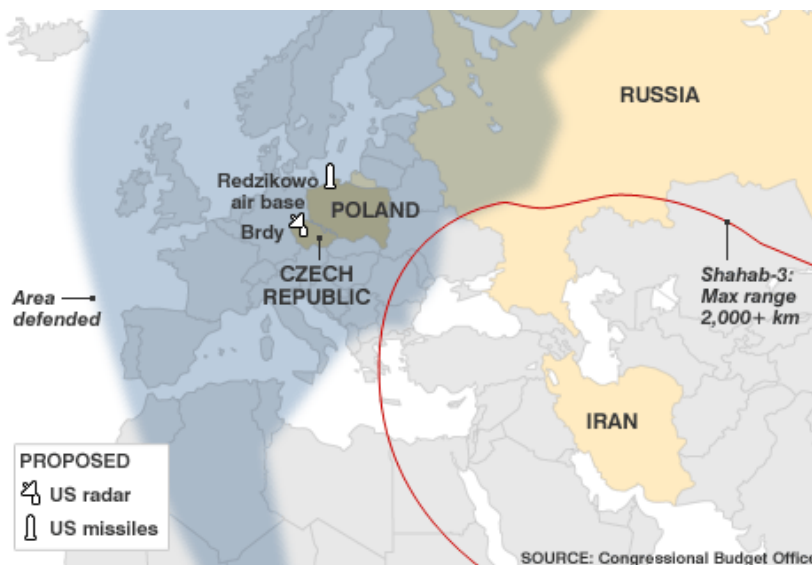 RUSSIA
Redzikowo
air base
POLAND
Brdy
CZECH
REPUBLIC
Area
defended
Shahab-3:
Max range
2,000+ km
IRAN
PROPOSED
US radar
US missiles
SOURCE: Congressional Budget Office